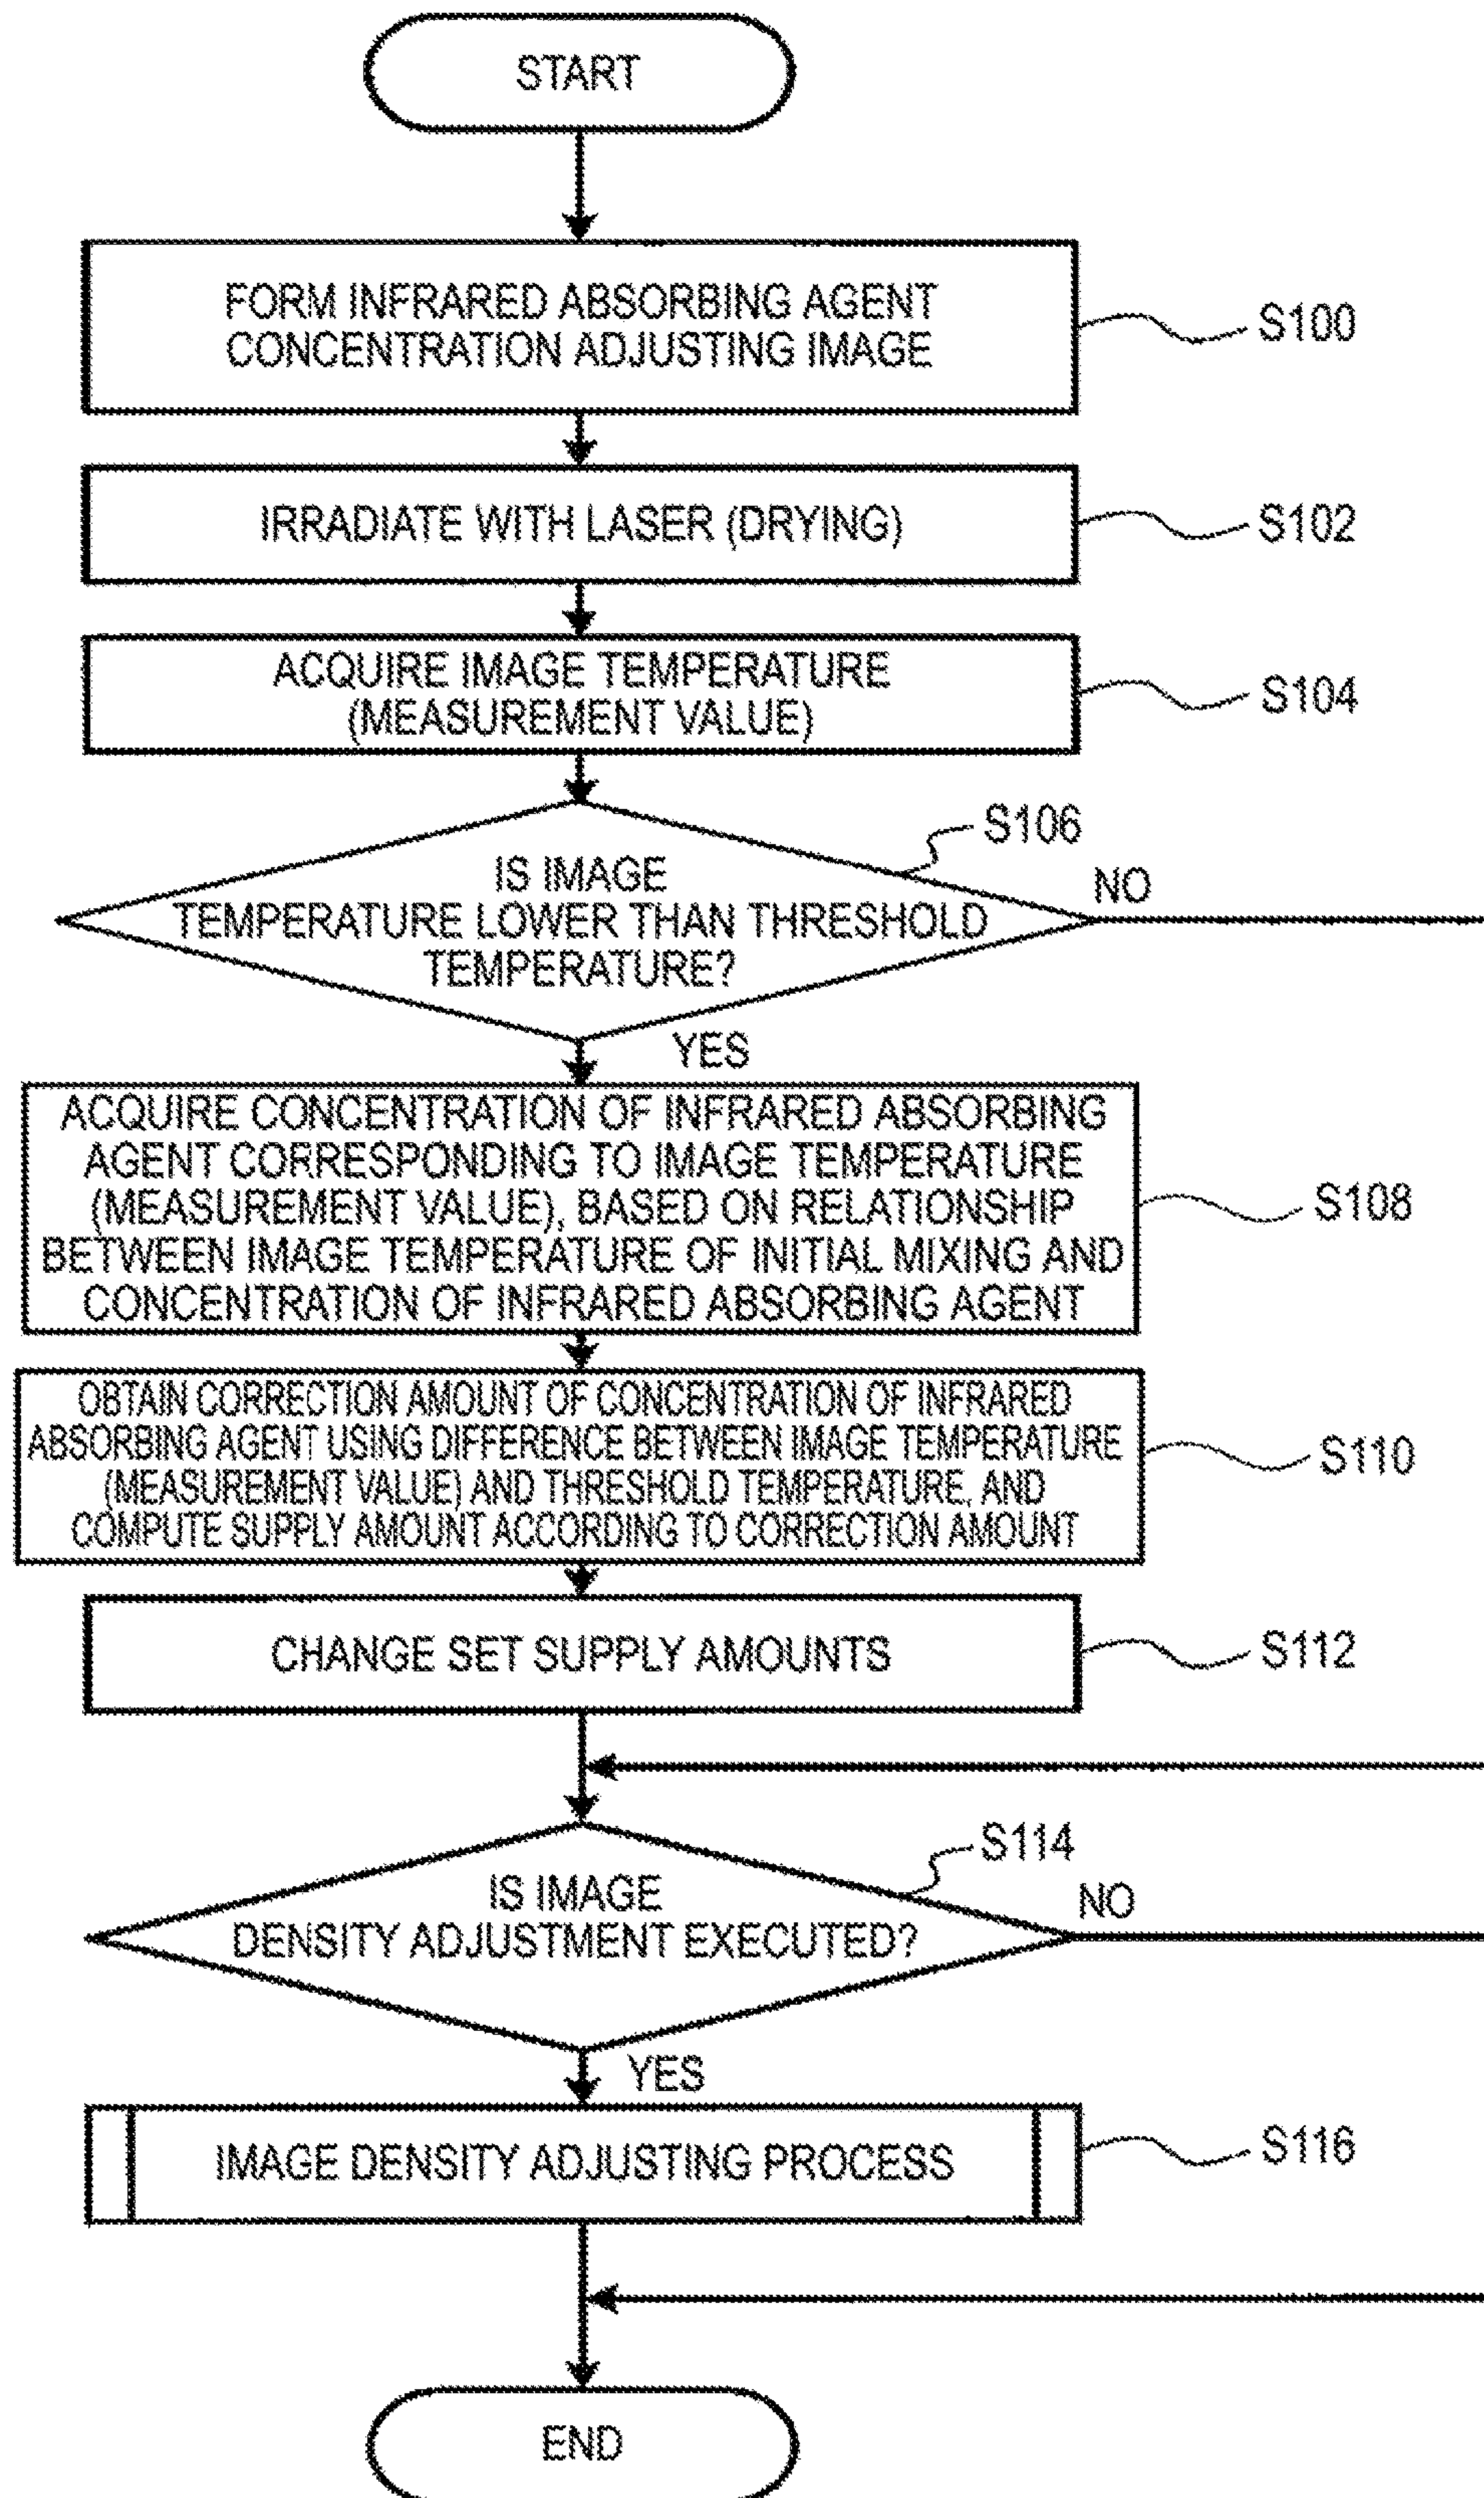 START
FORM INFRARED ABSORBING AGENT
CONCENTRATION ADJUSTING IMAGE
S100
IRRADIATE WITH LASER (DRYING)
S102
ACQUIRE IMAGE TEMPERATURE
(MEASUREMENT VALUE)
S104
S106
IS IMAGE
TEMPERATURE LOWER THAN THRESHOLD
TEMPERATURE?
NO
YES
ACQUIRE CONCENTRATION OF INFRARED ABSORBING
AGENT CORRESPONDING TO IMAGE TEMPERATURE
(MEASUREMENT VALUE), BASED ON RELATIONSHIP
BETWEEN IMAGE TEMPERATURE OF INITIAL MIXING AND
CONCENTRATION OF INFRARED ABSORBING AGENT
S108
OBTAIN CORRECTION AMOUNT OF CONCENTRATION OF INFRARED
ABSORBING AGENT USING DIFFERENCE BETWEEN IMAGE TEMPERATURE
(MEASUREMENT VALUE) AND THRESHOLD TEMPERATURE, AND
COMPUTE SUPPLY AMOUNT ACCORDING TO CORRECTION AMOUNT
S110
CHANGE SET SUPPLY AMOUNTS
S112
S114
IS IMAGE
DENSITY ADJUSTMENT EXECUTED?
NO
YES
IMAGE DENSITY ADJUSTING PROCESS
S116
END